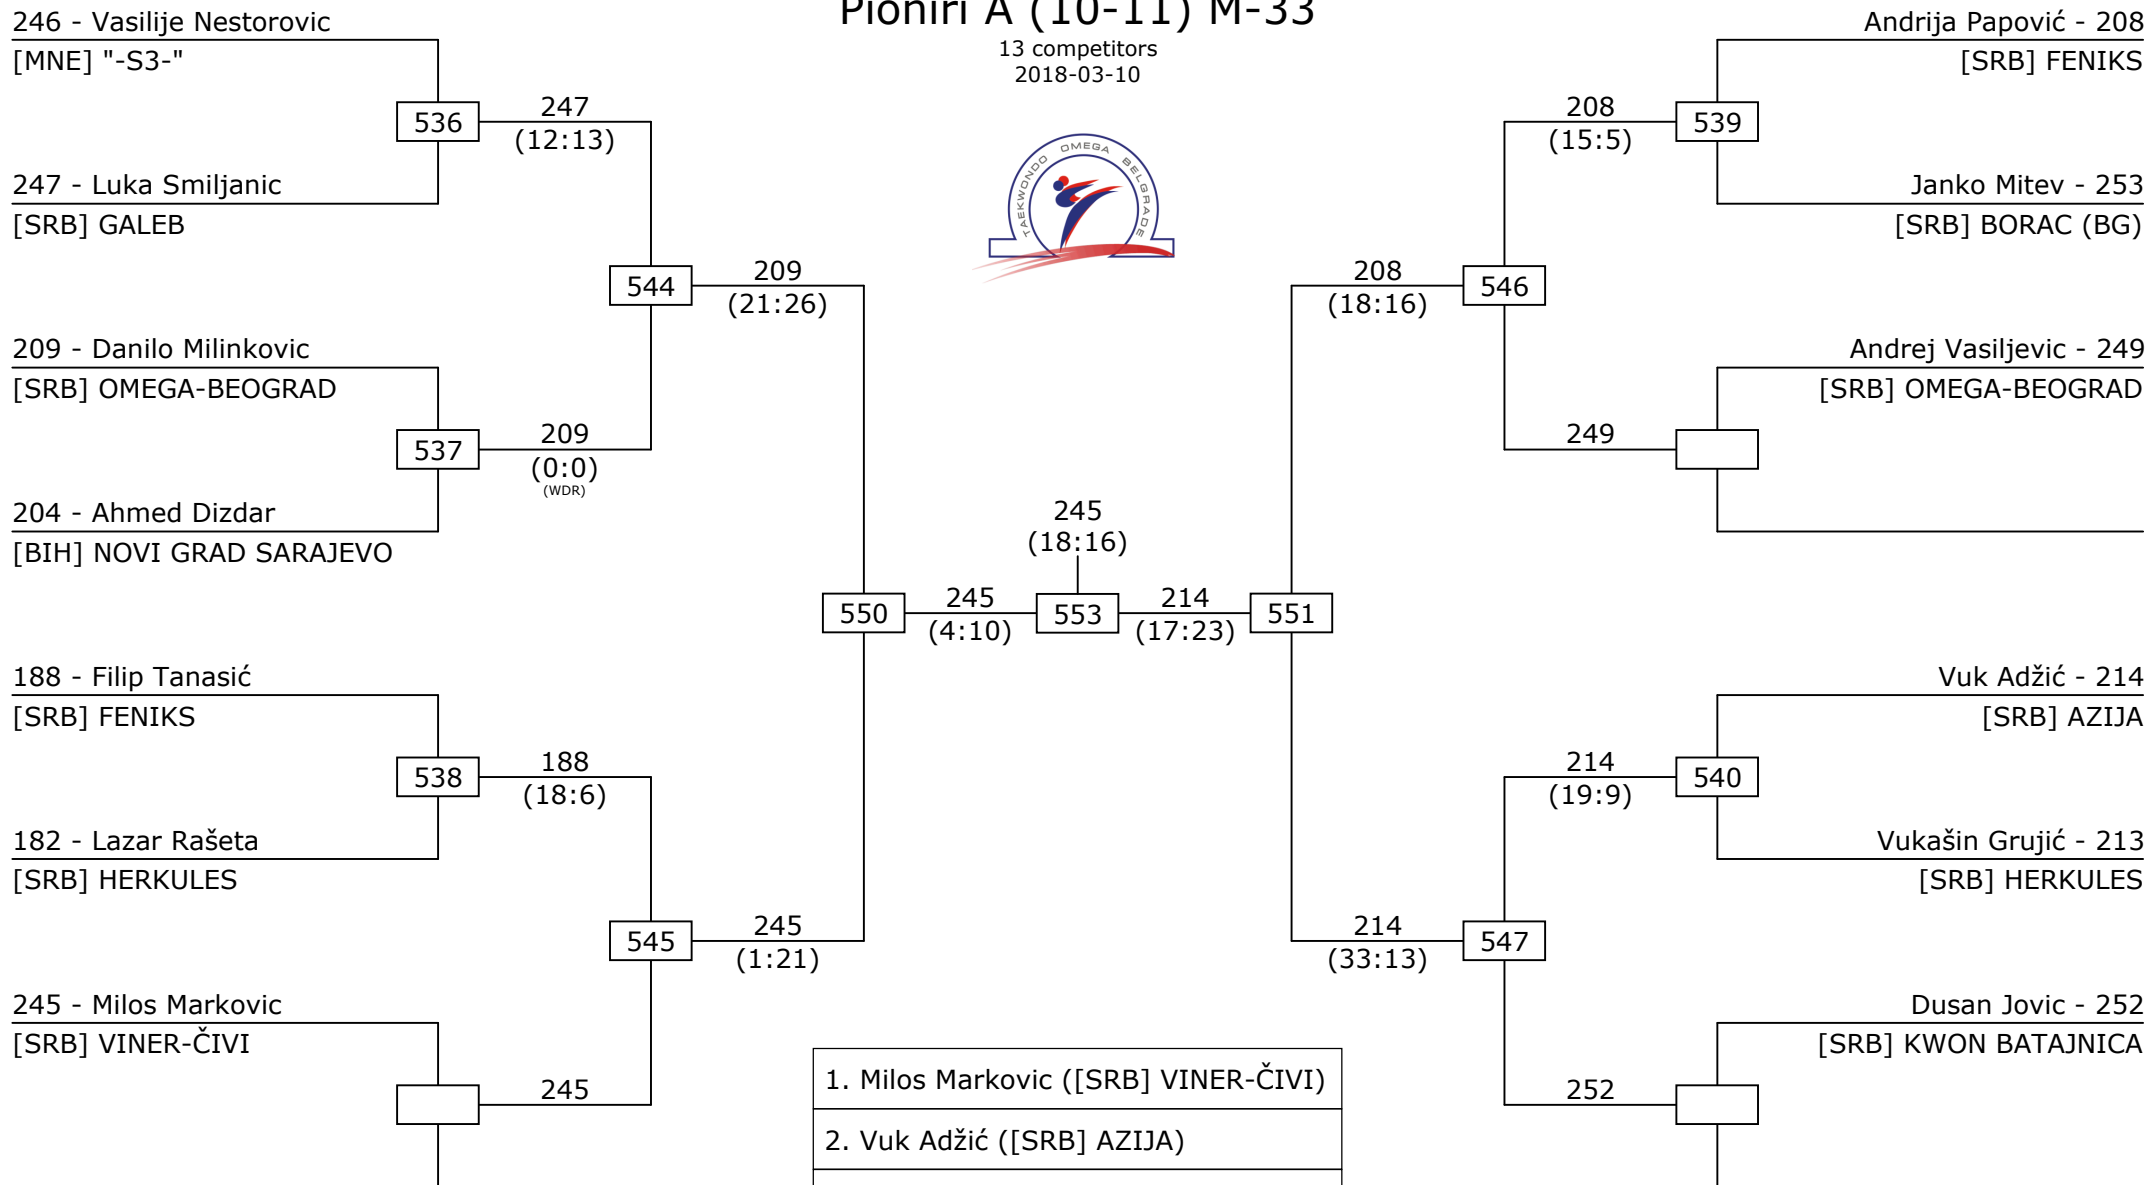 Pioniri A (10-11) M-33
13 competitors
2018-03-10
TAEKWONDO OMEGA BELGRADE
246 - Vasilije Nestorovic
[MNE] "-S3-"
536
247
(12:13)
247 - Luka Smiljanic
[SRB] GALEB
544
209
(21:26)
209 - Danilo Milinkovic
[SRB] OMEGA-BEOGRAD
537
209
(0:0)
(WDR)
204 - Ahmed Dizdar
[BIH] NOVI GRAD SARAJEVO
550
245
(4:10)
188 - Filip Tanasić
[SRB] FENIKS
538
188
(18:6)
182 - Lazar Rašeta
[SRB] HERKULES
545
245
(1:21)
245 - Milos Markovic
[SRB] VINER-ČIVI
245
245
(18:16)
553
Andrija Papović - 208
[SRB] FENIKS
208
(15:5)
539
Janko Mitev - 253
[SRB] BORAC (BG)
208
(18:16)
546
Andrej Vasiljevic - 249
[SRB] OMEGA-BEOGRAD
249
214
(17:23)
551
Vuk Adžić - 214
[SRB] AZIJA
214
(19:9)
540
Vukašin Grujić - 213
[SRB] HERKULES
214
(33:13)
547
Dusan Jovic - 252
[SRB] KWON BATAJNICA
252
1. Milos Markovic ([SRB] VINER-ČIVI)
2. Vuk Adžić ([SRB] AZIJA)